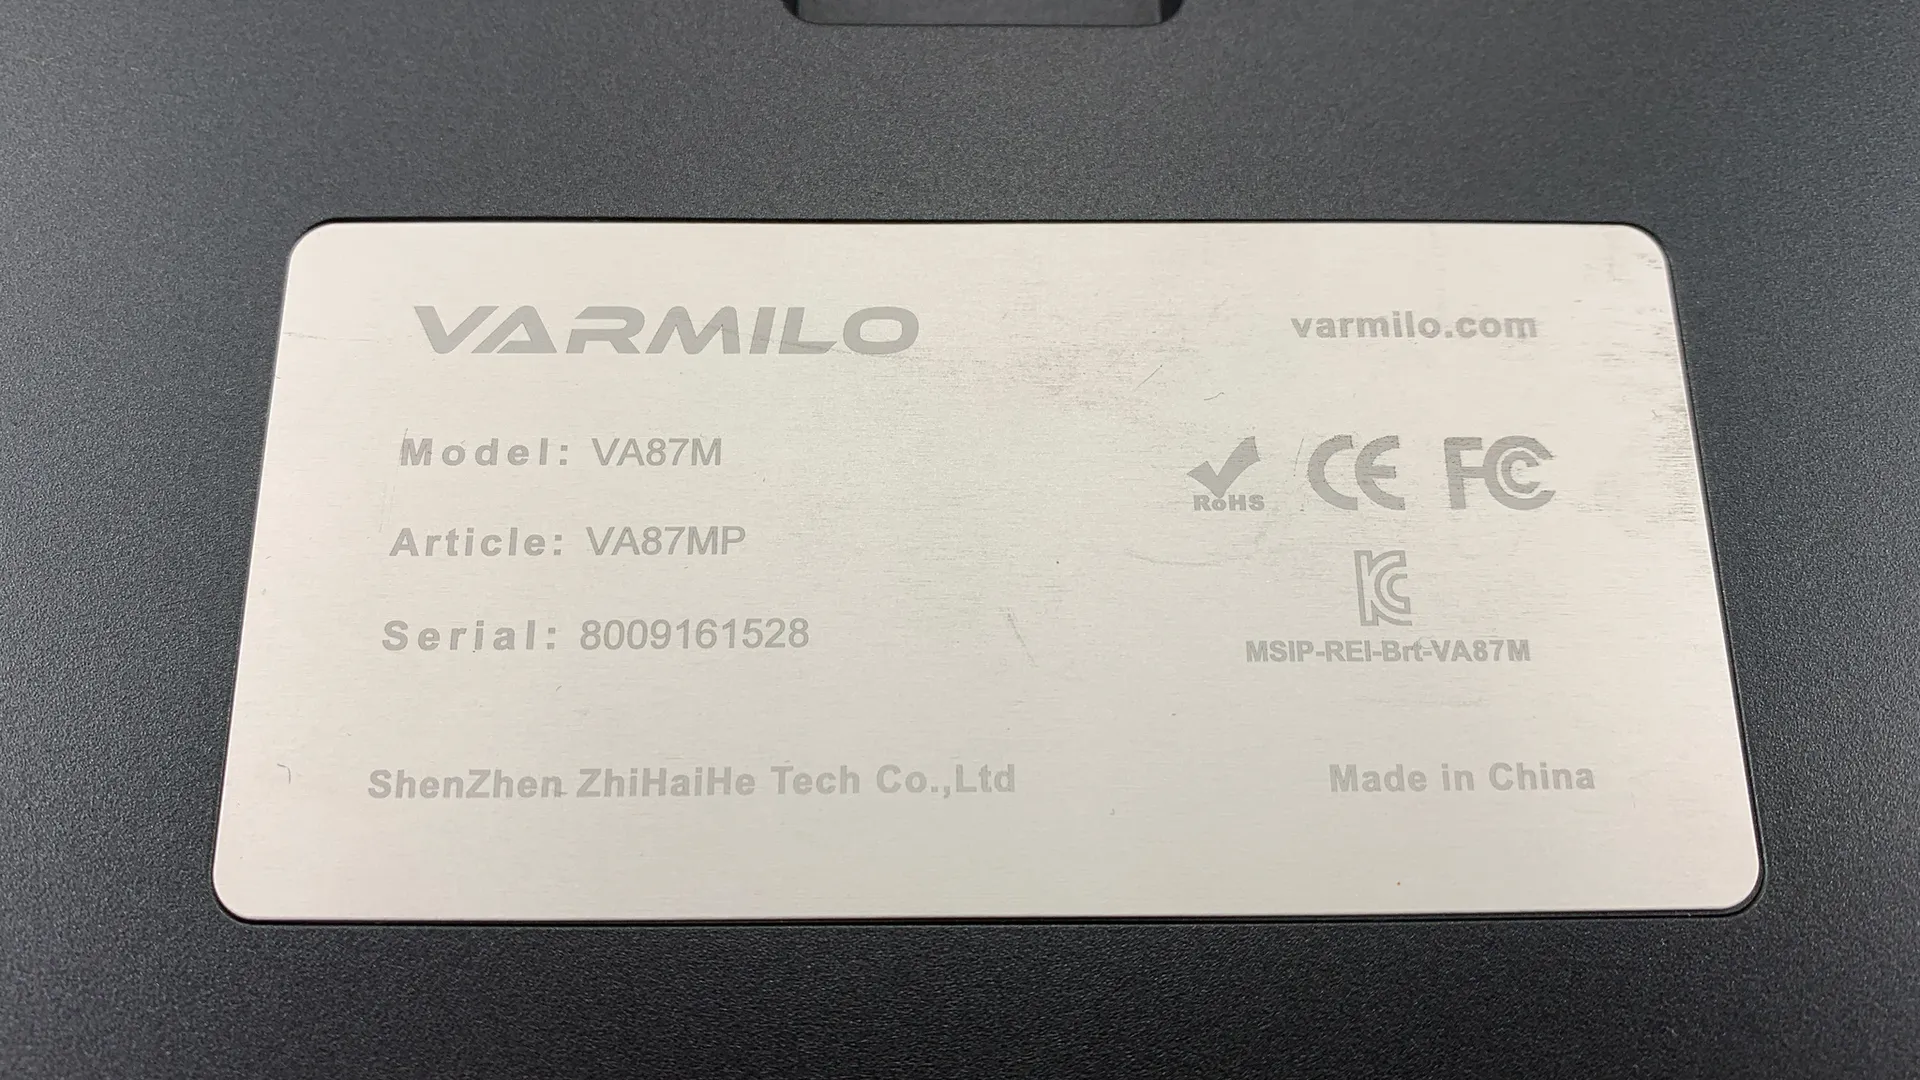 VARMILO
varmilo.com
Model: VA87M
Article: VA87MP
Serial: 8009161528
RoHS CE FC
KC
MSIP-REI-Brt-VA87M
ShenZhen ZhiHaiHe Tech Co.,Ltd
Made in China